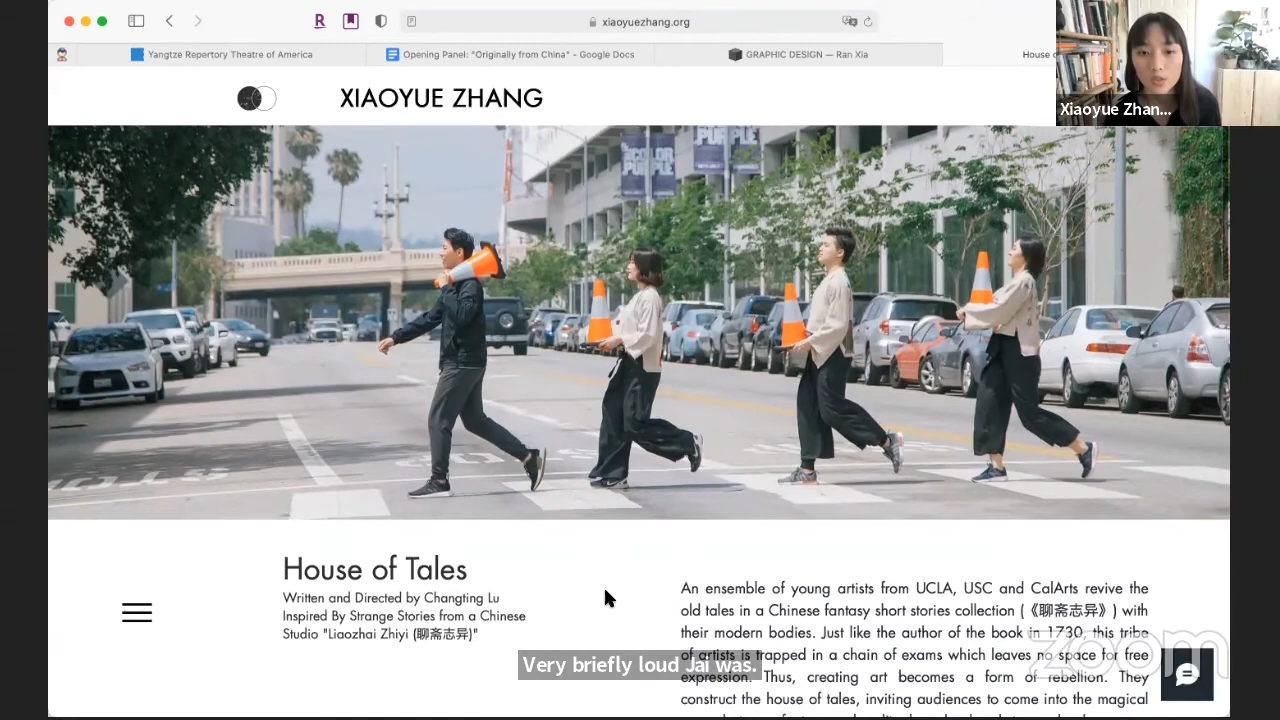 R
xiaoyuezhang.org
Yangtze Repertory Theatre of America
Opening Panel: "Originally from China" - Google Docs
GRAPHIC DESIGN — Ran Xia
House o
Xiaoyue Zhan...
XIAOYUE ZHANG
COLOR
PURPLE
PURPLE
STOP
House of Tales
Written and Directed by Changting Lu
Inspired By Strange Stories from a Chinese
Studio "Liaozhai Zhiyi (聊斋志异)"
An ensemble of young artists from UCLA, USC and CalArts revive the
old tales in a Chinese fantasy short stories collection (《聊斋志异》) with
their modern bodies. Just like the author of the book in 1730, this tribe
of artists is trapped in a chain of exams which leaves no space for free
expression. Thus, creating art becomes a form of rebellion. They
construct the house of tales, inviting audiences to come into the magical
Very briefly loud Jai was.
zoom